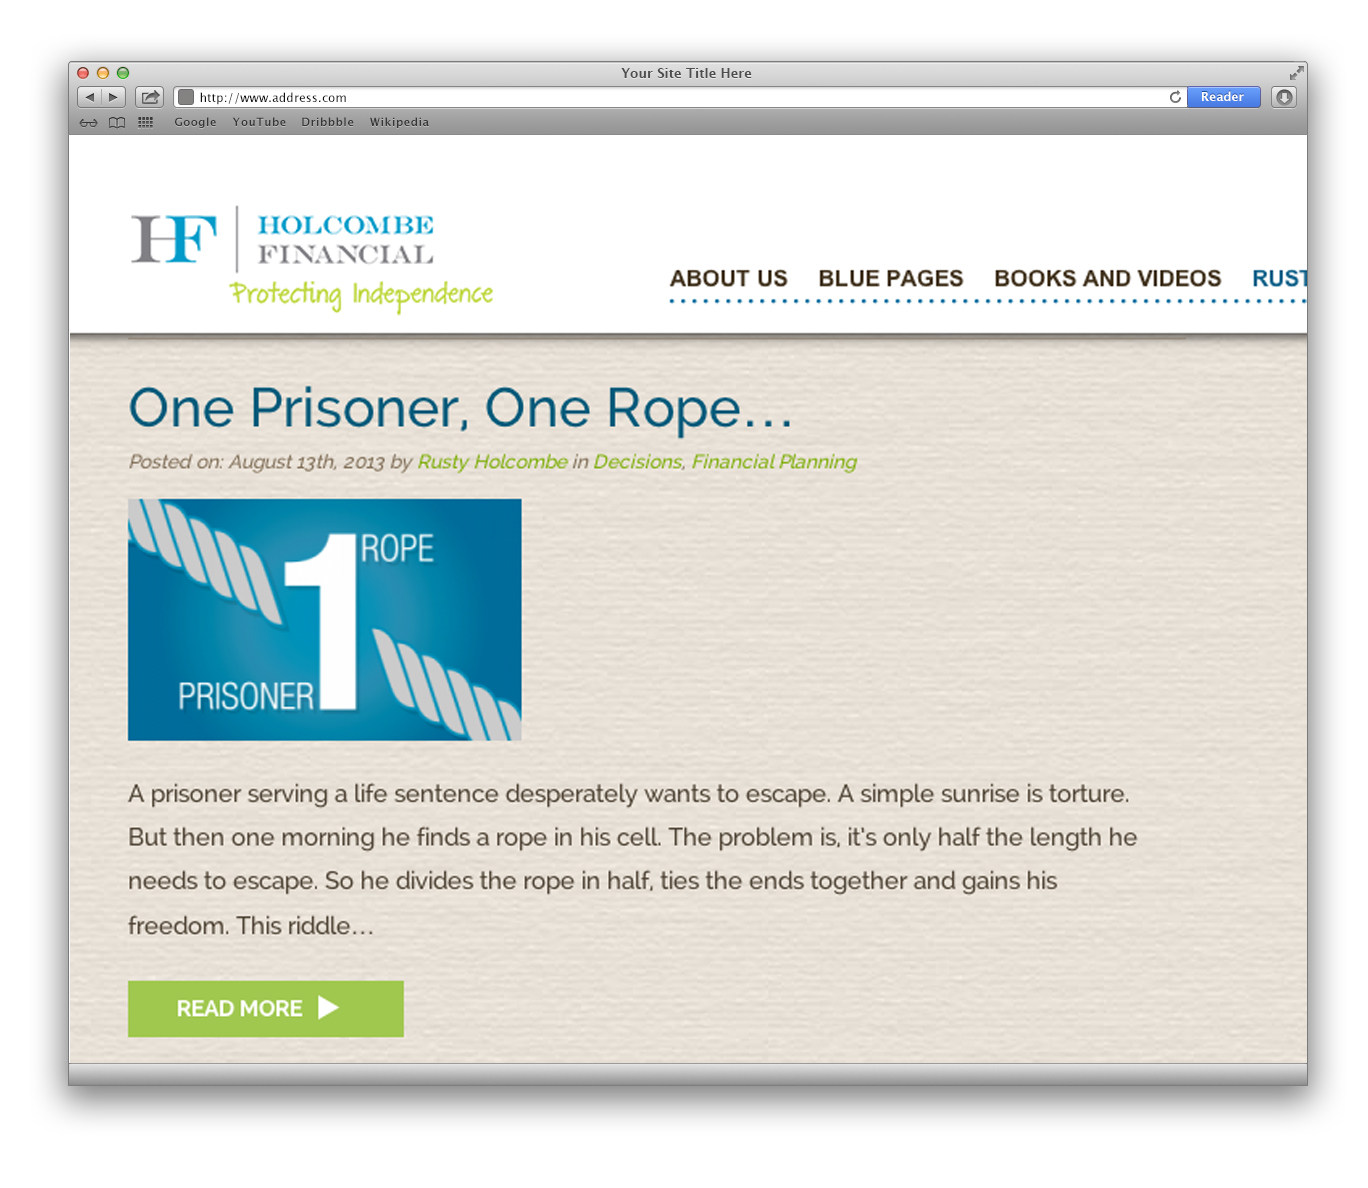 Your Site Title Here
http://www.address.com
Reader
Google YouTube Dribbble Wikipedia
HF HOLCOMBE
FINANCIAL
Protecting Independence
ABOUT US BLUE PAGES BOOKS AND VIDEOS RUST
One Prisoner, One Rope…
Posted on: August 13th, 2013 by Rusty Holcombe in Decisions, Financial Planning
1 ROPE
PRISONER
A prisoner serving a life sentence desperately wants to escape. A simple sunrise is torture.
But then one morning he finds a rope in his cell. The problem is, it's only half the length he
needs to escape. So he divides the rope in half, ties the ends together and gains his
freedom. This riddle…
READ MORE